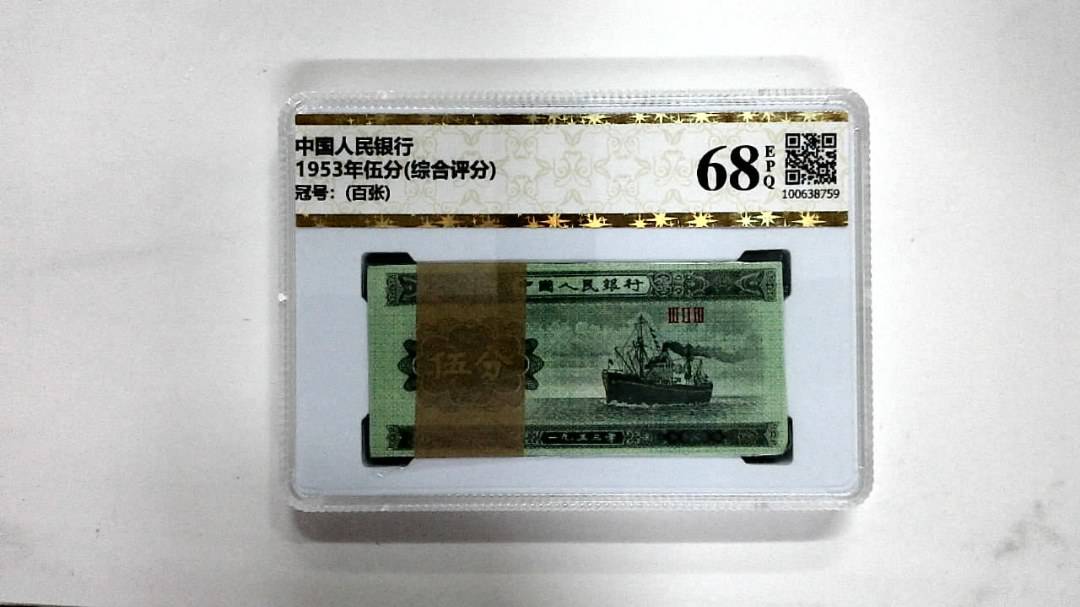 中国人民银行
1953年伍分(综合评分)
冠号：(百张)
68
EPQ
100638759
中國人民銀行
伍分
一九五三年